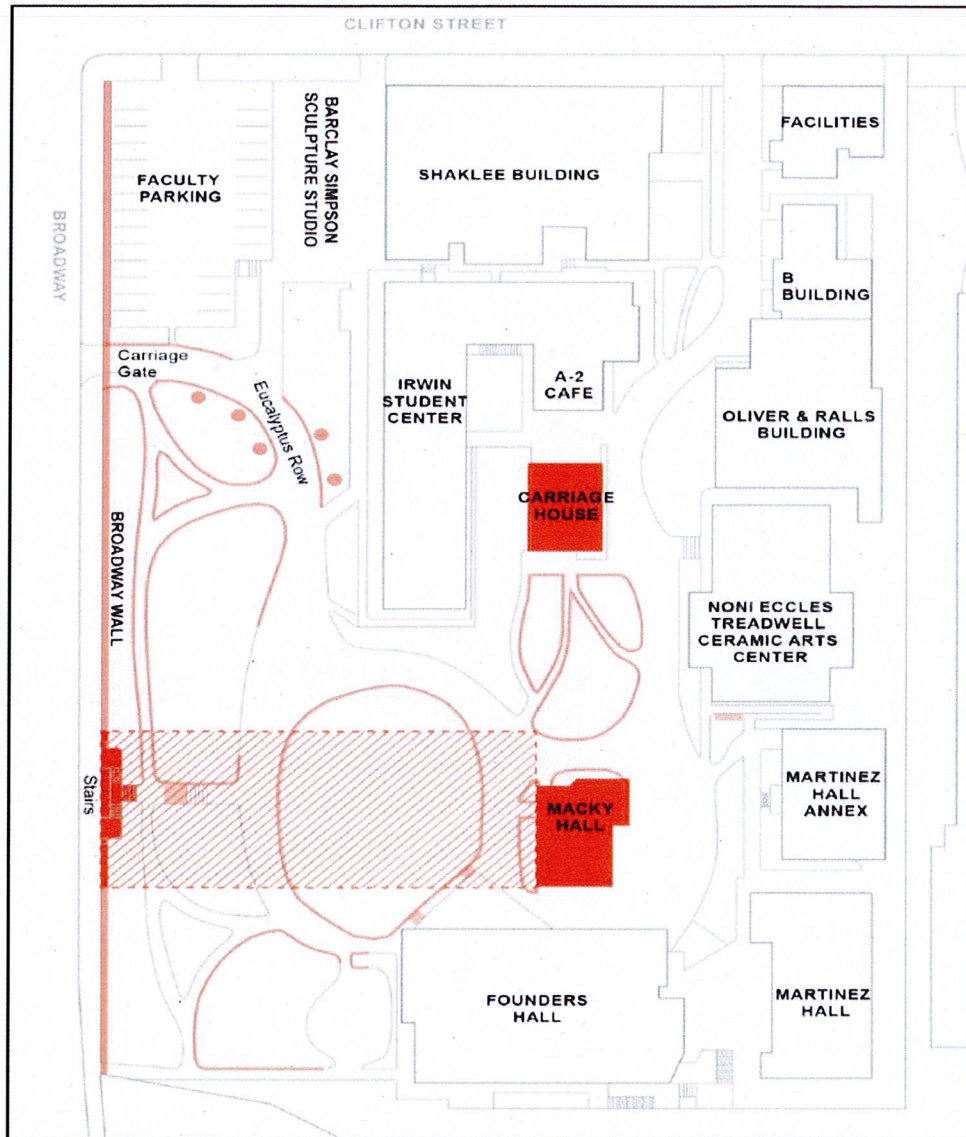 CLIFTON STREET
BROADWAY
FACULTY
PARKING
BARCLAY SIMPSON
SCULPTURE STUDIO
SHAKLEE BUILDING
FACILITIES
B
BUILDING
Carriage
Gate
Eucalyptus Row
IRWIN
STUDENT
CENTER
A-2
CAFE
OLIVER & RALLS
BUILDING
CARRIAGE
HOUSE
BROADWAY WALL
NONI ECCLES
TREADWELL
CERAMIC ARTS
CENTER
Stairs
MACKY
HALL
MARTINEZ
HALL
ANNEX
FOUNDERS
HALL
MARTINEZ
HALL